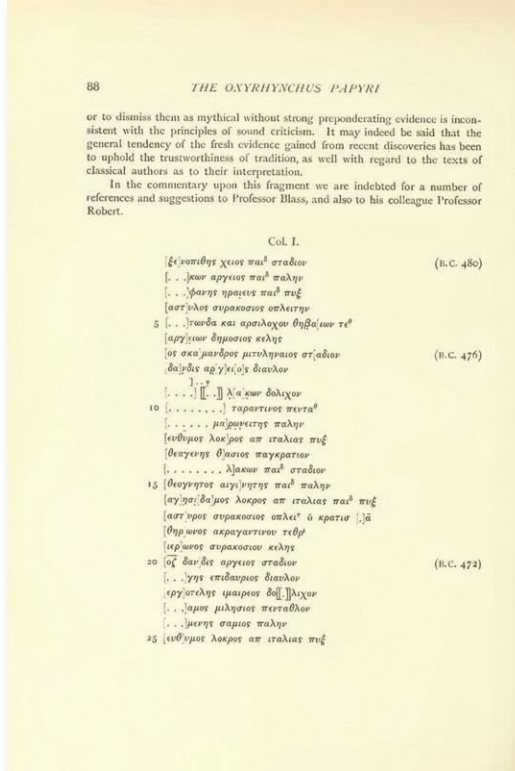 88 THE OXYRHYNCHUS PAPYRI
or to dismiss them as mythical without strong preponderating evidence is incon-
sistent with the principles of sound criticism. It may indeed be said that the
general tendency of the fresh evidence gained from recent discoveries has been
to uphold the trustworthiness of tradition, as well with regard to the texts of
classical authors as to their interpretation.
In the commentary upon this fragment we are indebted for a number of
references and suggestions to Professor Blass, and also to his colleague Professor
Robert.
Col. I.
[ξε]νοπιθης χειος παιδ σταδιον (B.C. 480)
[. . .]κων αργειος παιδ παλην
[. . .]φανης ηραιευς παιδ πυξ
[αστ]υλος συρακοσιος οπλειτην
5 [. . .]τωνδα και αρσιλοχου θηβα[ιων τεθ
[αργ]ειων δημοσιος κελης
[ος σκα]μανδρος μιτυληναιος στ[αδιον (B.C. 476)
[δα]νδις αρ[γ]ει[ο]ς διαυλον
[. . . .] [[. .]] λ[α]κων δολιχον
10 [. . . . . . . .] ταραντινος πενταθ
[. . . . . . μα]ρωνειτης παλην
[ευθυμος λοκ]ρος απ ιταλιας πυξ
[θεαγενης θ]ασιος παγκρατιον
[. . . . . . . . λ]ακων παιδ σταδιον
15 [θεογνητος αιγι]νητης παιδ παλην
[αγ]ησι[δα]μος λοκρος απ ιταλιας παιδ πυξ
[αστ]υρος συρακοσιος οπλειτ ὁ κρατισ [.]ᾱ
[θηρ]ωνος ακραγαντινου τεθρι
[ιερ]ωνος συρακοσιου κελης
20 [οζ δαν]δις αργειος σταδιον (B.C. 472)
[. . .]γης επιδαυριος διαυλον
[εργ]οτελης ιμαιρεος δο[[.]]λιχον
[. . .]αμος μιλησιος πενταθλον
[. . .]μενης σαμιος παλην
25 [ευθ]υμος λοκρος απ ιταλιας πυξ